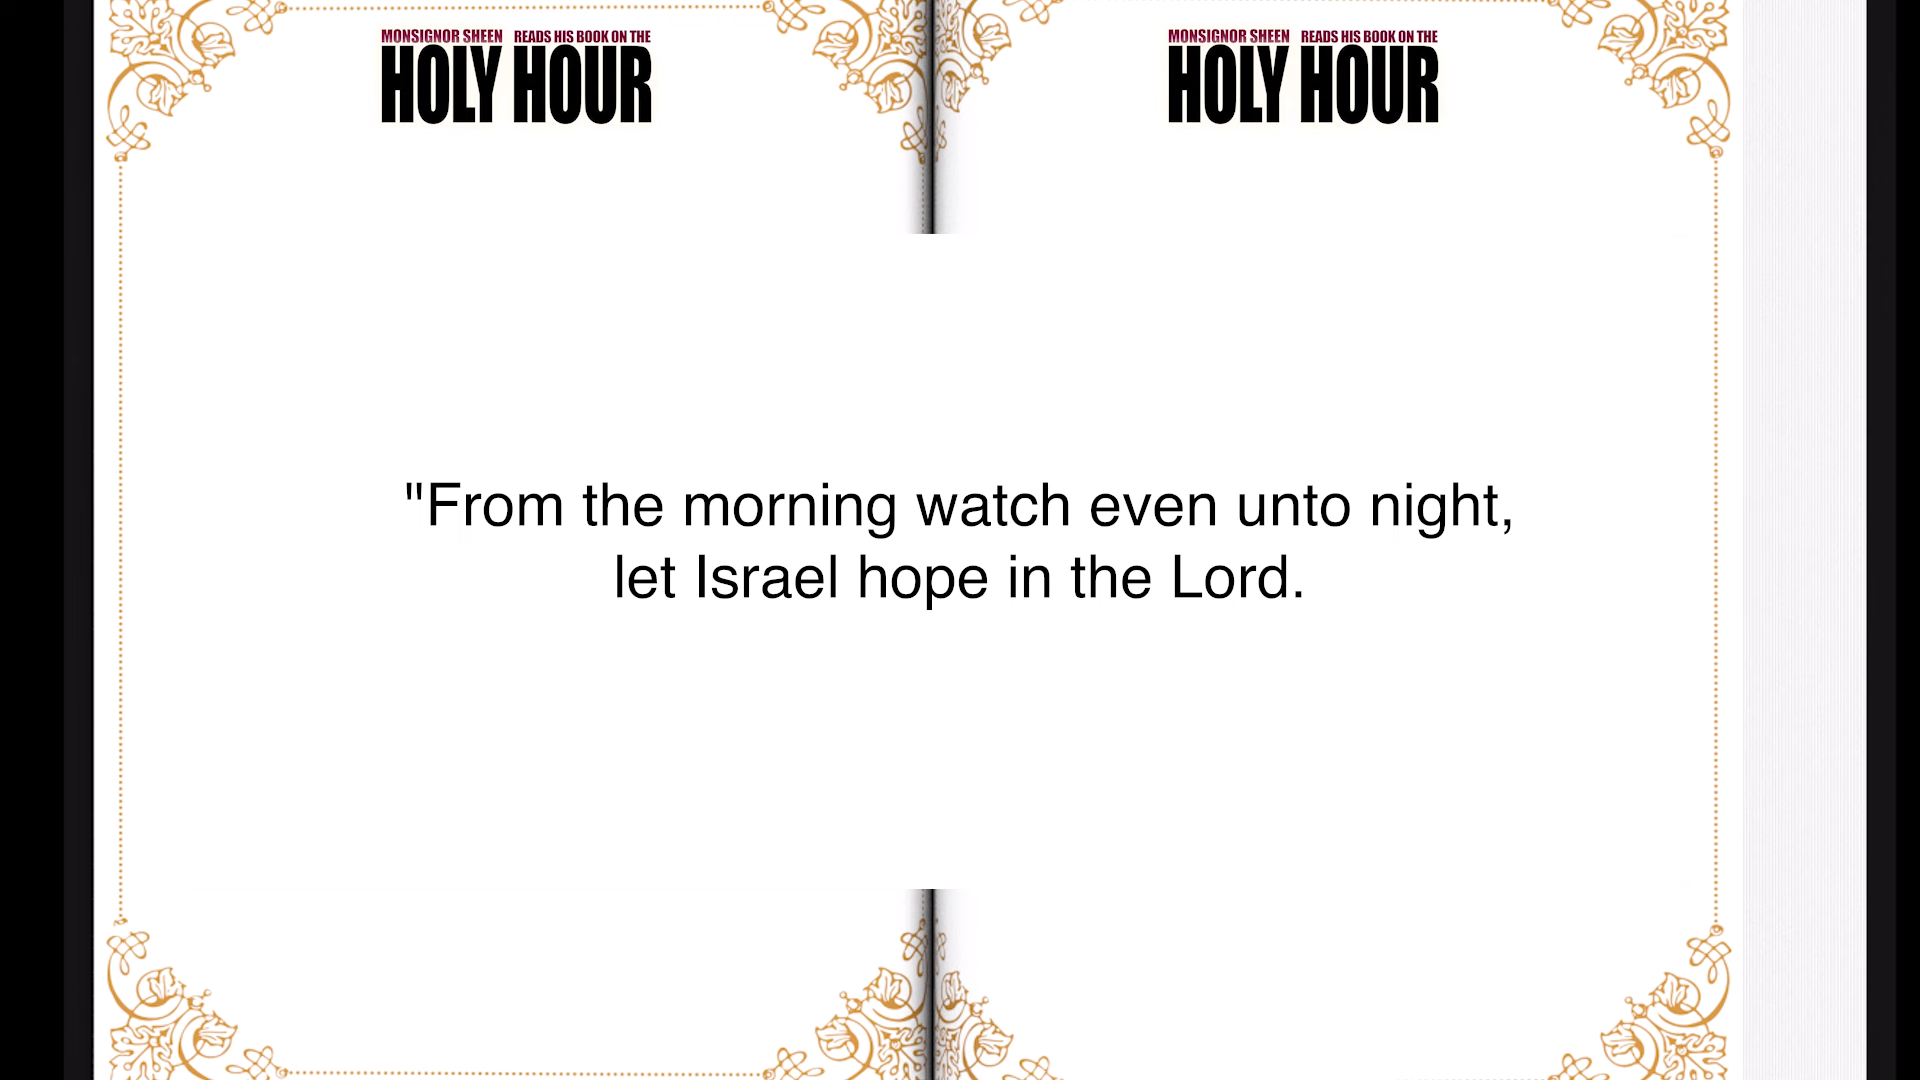 MONSIGNOR SHEEN READS HIS BOOK ON THE
HOLY HOUR
MONSIGNOR SHEEN READS HIS BOOK ON THE
HOLY HOUR
"From the morning watch even unto night,
let Israel hope in the Lord.